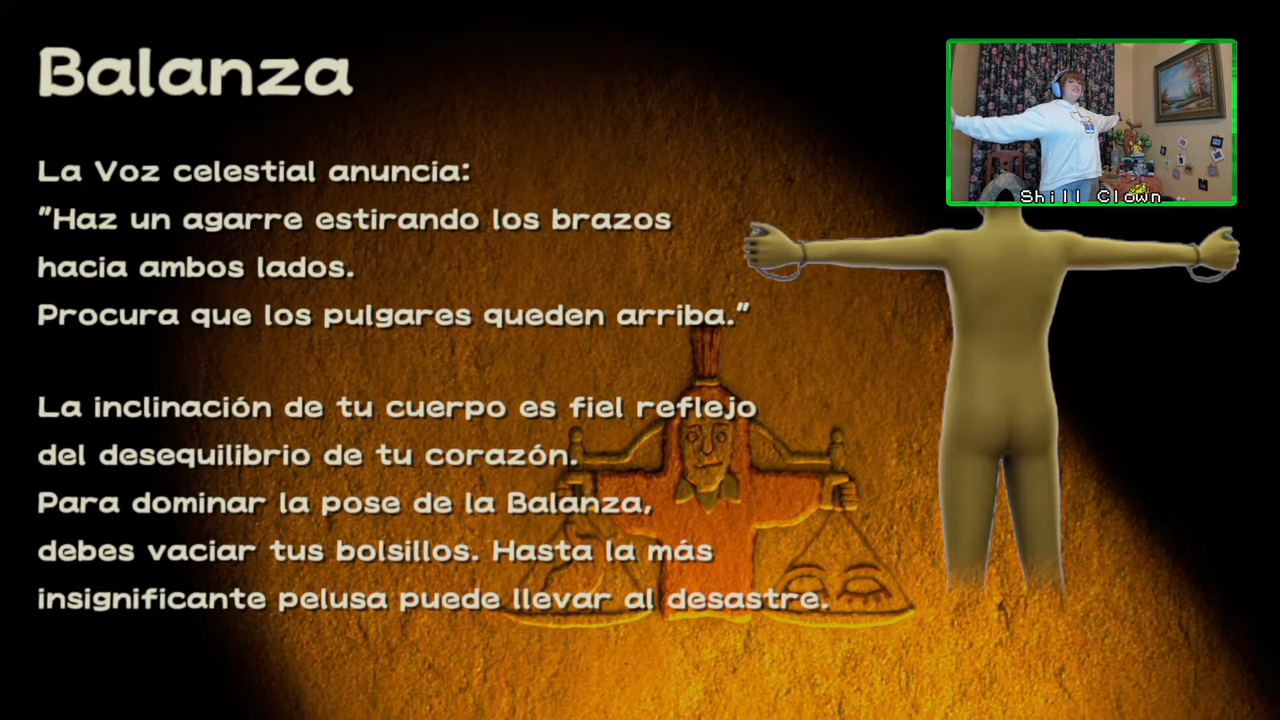 Balanza
Shill Clown
La Voz celestial anuncia:
"Haz un agarre estirando los brazos
hacia ambos lados.
Procura que los pulgares queden arriba."
La inclinación de tu cuerpo es fiel reflejo
del desequilibrio de tu corazón.
Para dominar la pose de la Balanza,
debes vaciar tus bolsillos. Hasta la más
insignificante pelusa puede llevar al desastre.